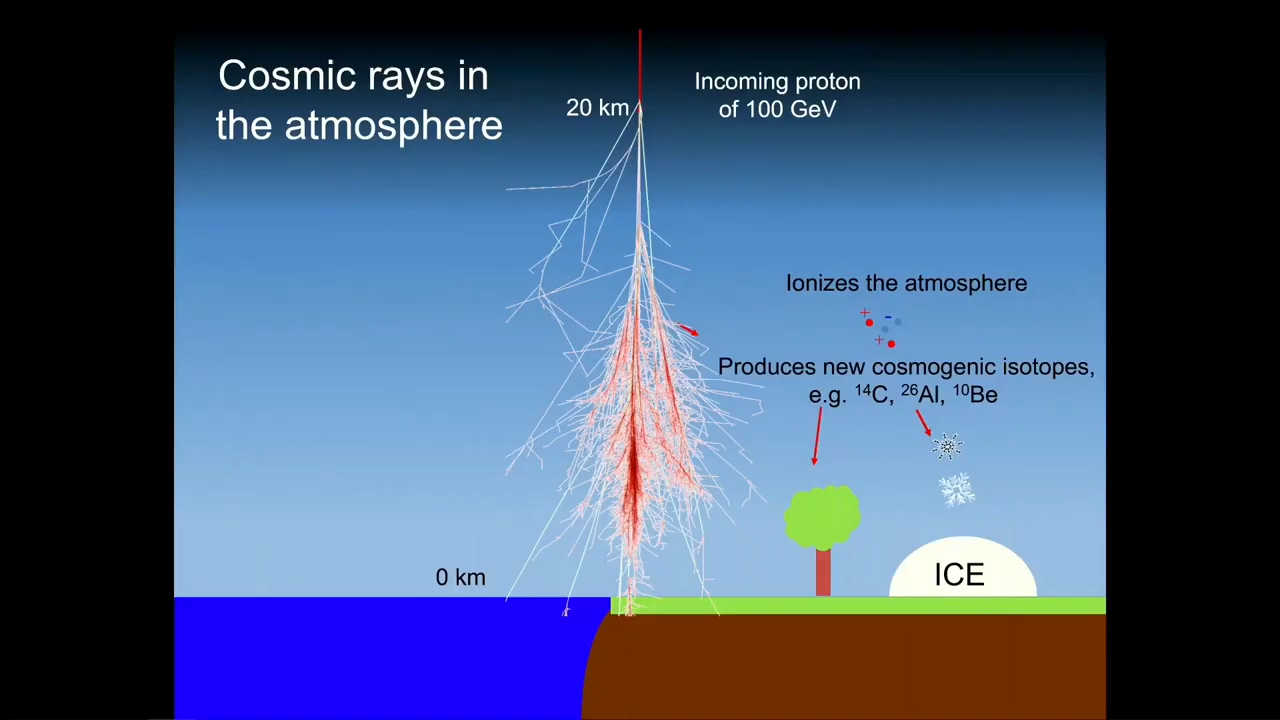 Cosmic rays in
the atmosphere
Incoming proton
of 100 GeV
20 km
Ionizes the atmosphere
+ -
+
Produces new cosmogenic isotopes,
e.g. ¹⁴C, ²⁶Al, ¹⁰Be
ICE
0 km